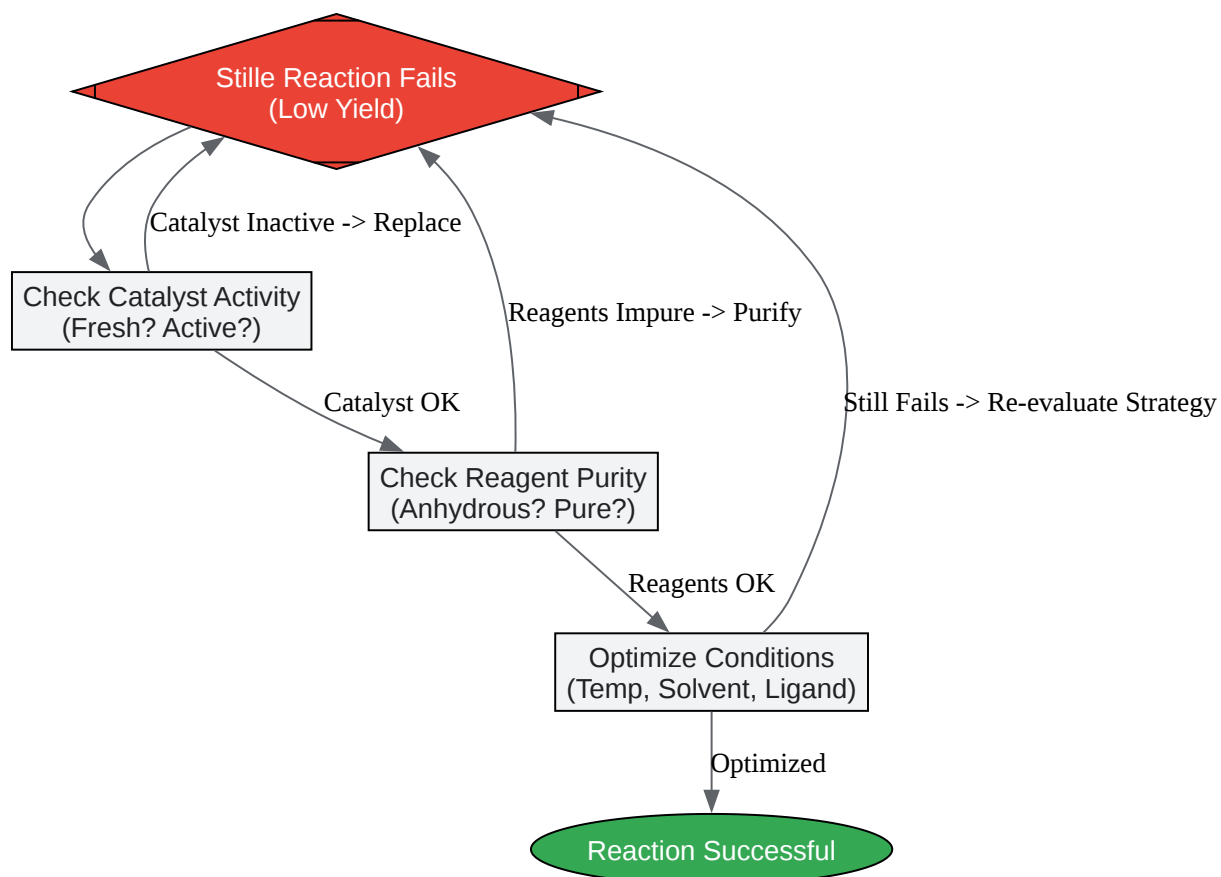 Stille Reaction Fails
(Low Yield)
Catalyst Inactive -> Replace
Check Catalyst Activity
(Fresh? Active?)
Reagents Impure -> Purify
Catalyst OK
Still Fails -> Re-evaluate Strategy
Check Reagent Purity
(Anhydrous? Pure?)
Reagents OK
Optimize Conditions
(Temp, Solvent, Ligand)
Optimized
Reaction Successful